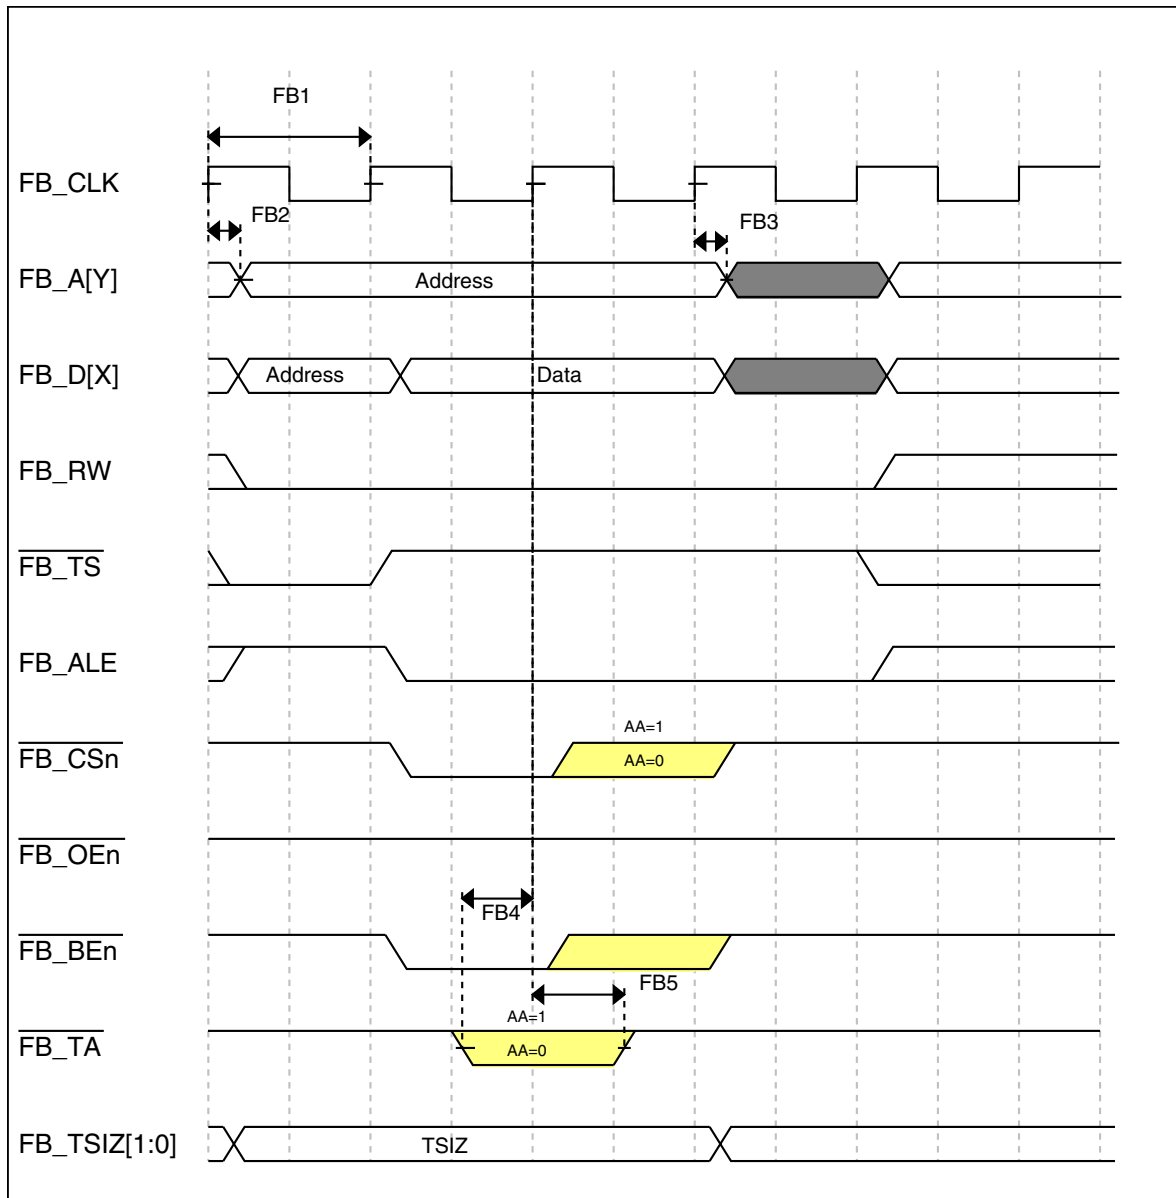 FB1
FB_CLK
FB2
FB3
FB_A[Y]
Address
FB_D[X]
Address
Data
FB_RW
FB_TS
FB_ALE
AA=1
FB_CSn
AA=0
FB_OEn
FB4
FB_BEn
FB5
AA=1
FB_TA
AA=0
FB_TSIZ[1:0]
TSIZ